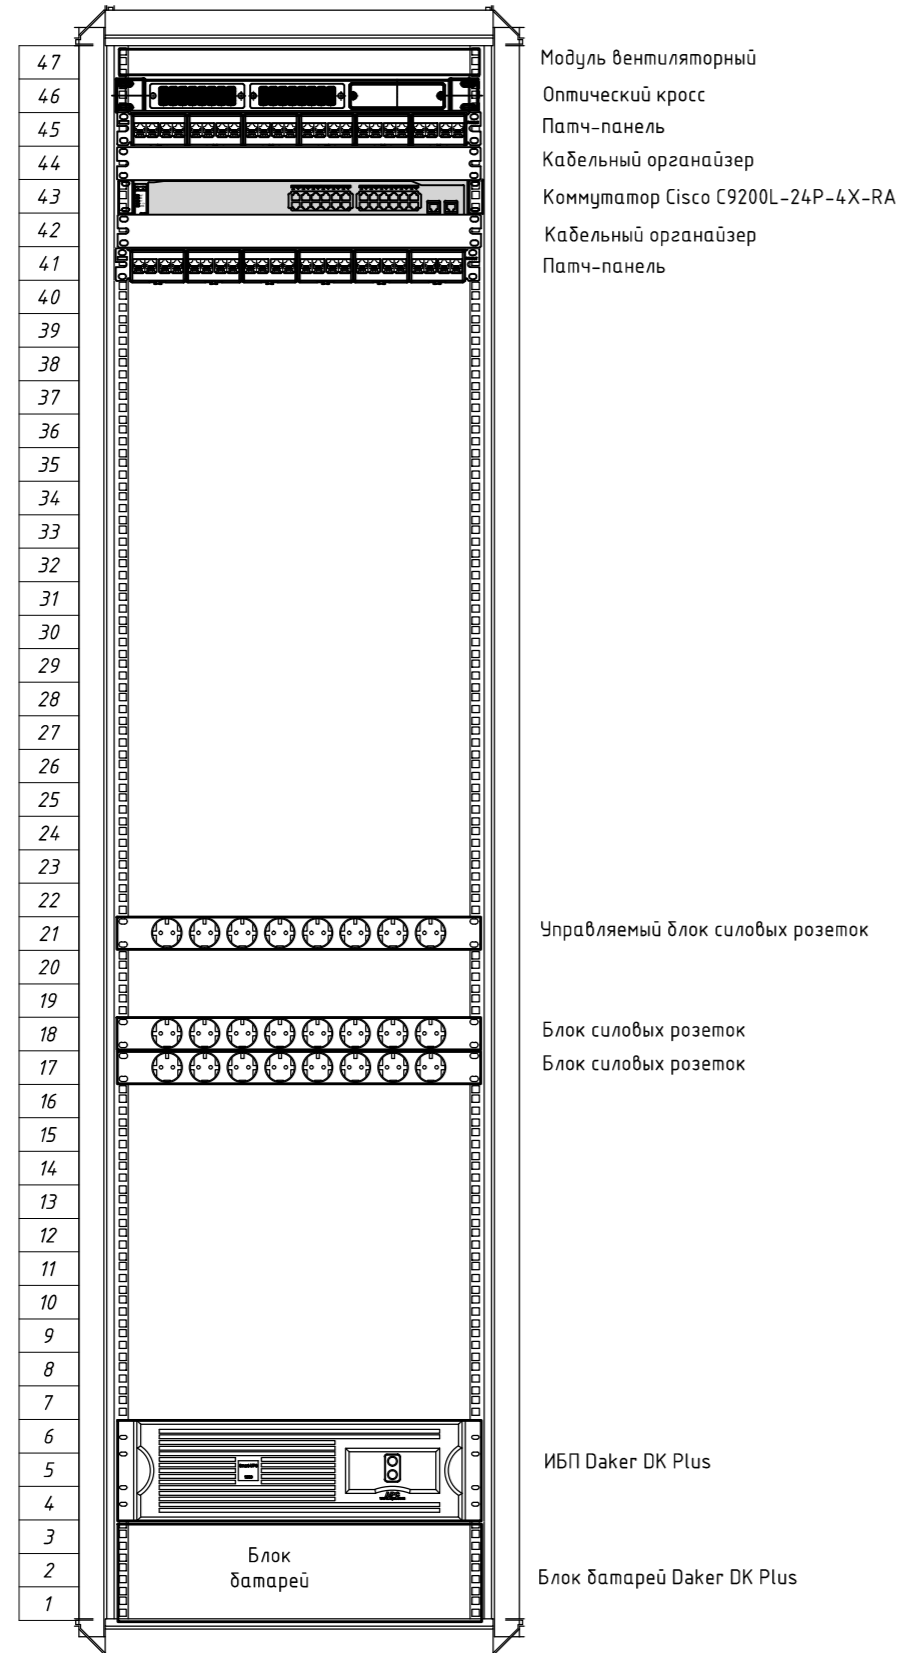 47 Модуль вентиляторный
46 Оптический кросс
45 Патч-панель
44 Кабельный органайзер
43 Коммутатор Cisco C9200L-24P-4X-RA
42 Кабельный органайзер
41 Патч-панель
40
39
38
37
36
35
34
33
32
31
30
29
28
27
26
25
24
23
22
21 Управляемый блок силовых розеток
20
19
18 Блок силовых розеток
17 Блок силовых розеток
16
15
14
13
12
11
10
9
8
7
6
5 ИБП Daker DK Plus
4
APC
3
Блок
2 батарей Блок батарей Daker DK Plus
1